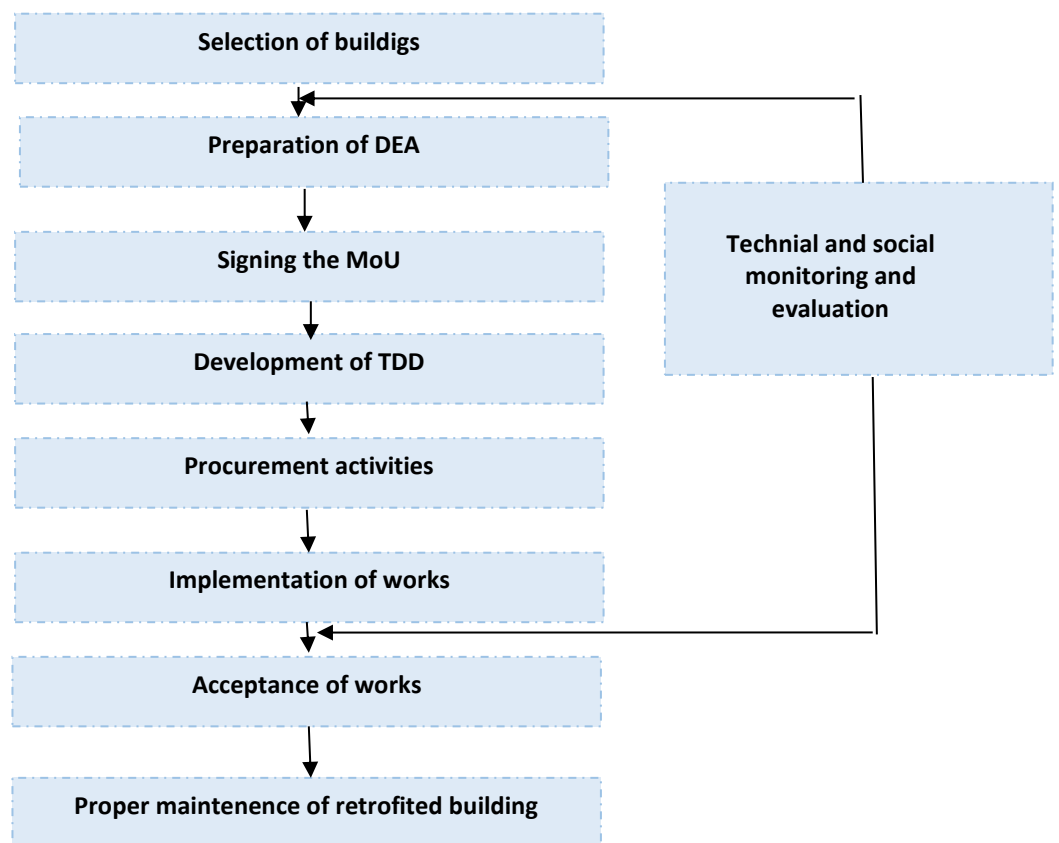 Selection of buildigs
Preparation of DEA
Signing the MoU
Development of TDD
Procurement activities
Implementation of works
Acceptance of works
Proper maintenence of retrofited building
Technial and social
monitoring and
evaluation